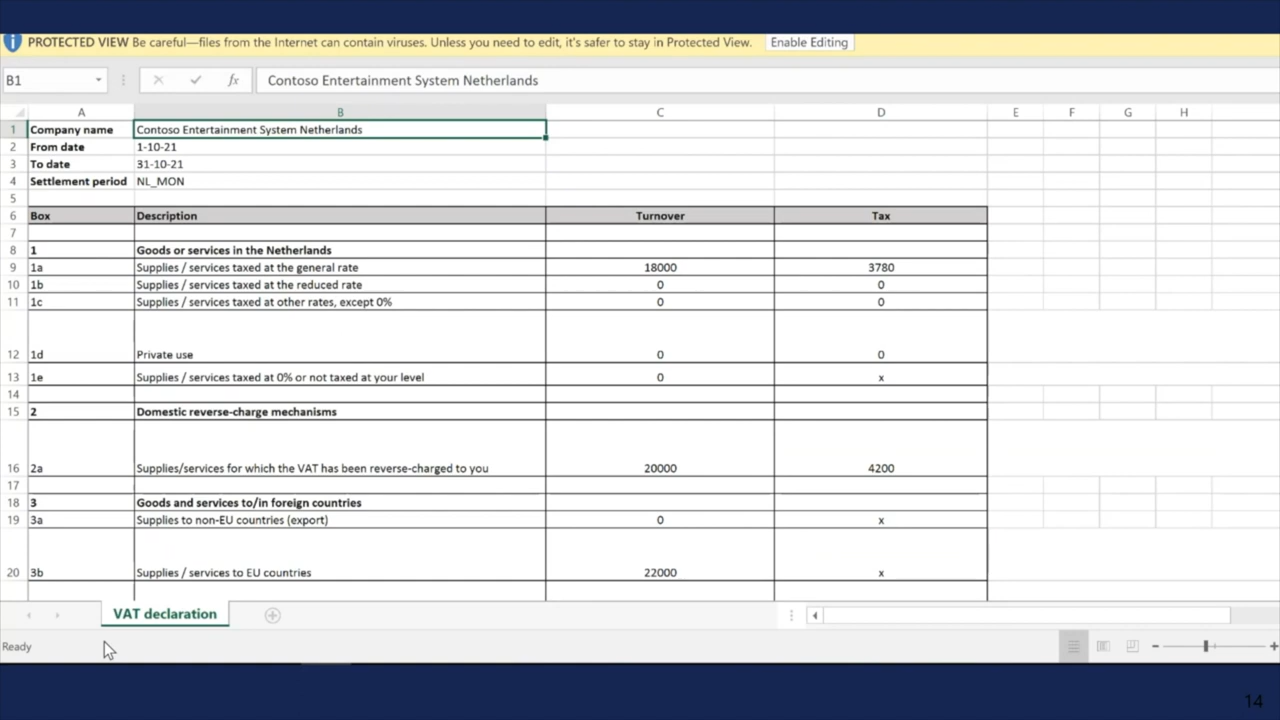 PROTECTED VIEW Be careful—files from the Internet can contain viruses. Unless you need to edit, it's safer to stay in Protected View. Enable Editing
B1 fx Contoso Entertainment System Netherlands
A B C D E F G H
1 Company name Contoso Entertainment System Netherlands
2 From date 1-10-21
3 To date 31-10-21
4 Settlement period NL_MON
5
6 Box Description Turnover Tax
7
8 1 Goods or services in the Netherlands
9 1a Supplies / services taxed at the general rate 18000 3780
10 1b Supplies / services taxed at the reduced rate 0 0
11 1c Supplies / services taxed at other rates, except 0% 0 0
12 1d Private use 0 0
13 1e Supplies / services taxed at 0% or not taxed at your level 0 x
14
15 2 Domestic reverse-charge mechanisms
16 2a Supplies/services for which the VAT has been reverse-charged to you 20000 4200
17
18 3 Goods and services to/in foreign countries
19 3a Supplies to non-EU countries (export) 0 x
20 3b Supplies / services to EU countries 22000 x
VAT declaration
Ready
14